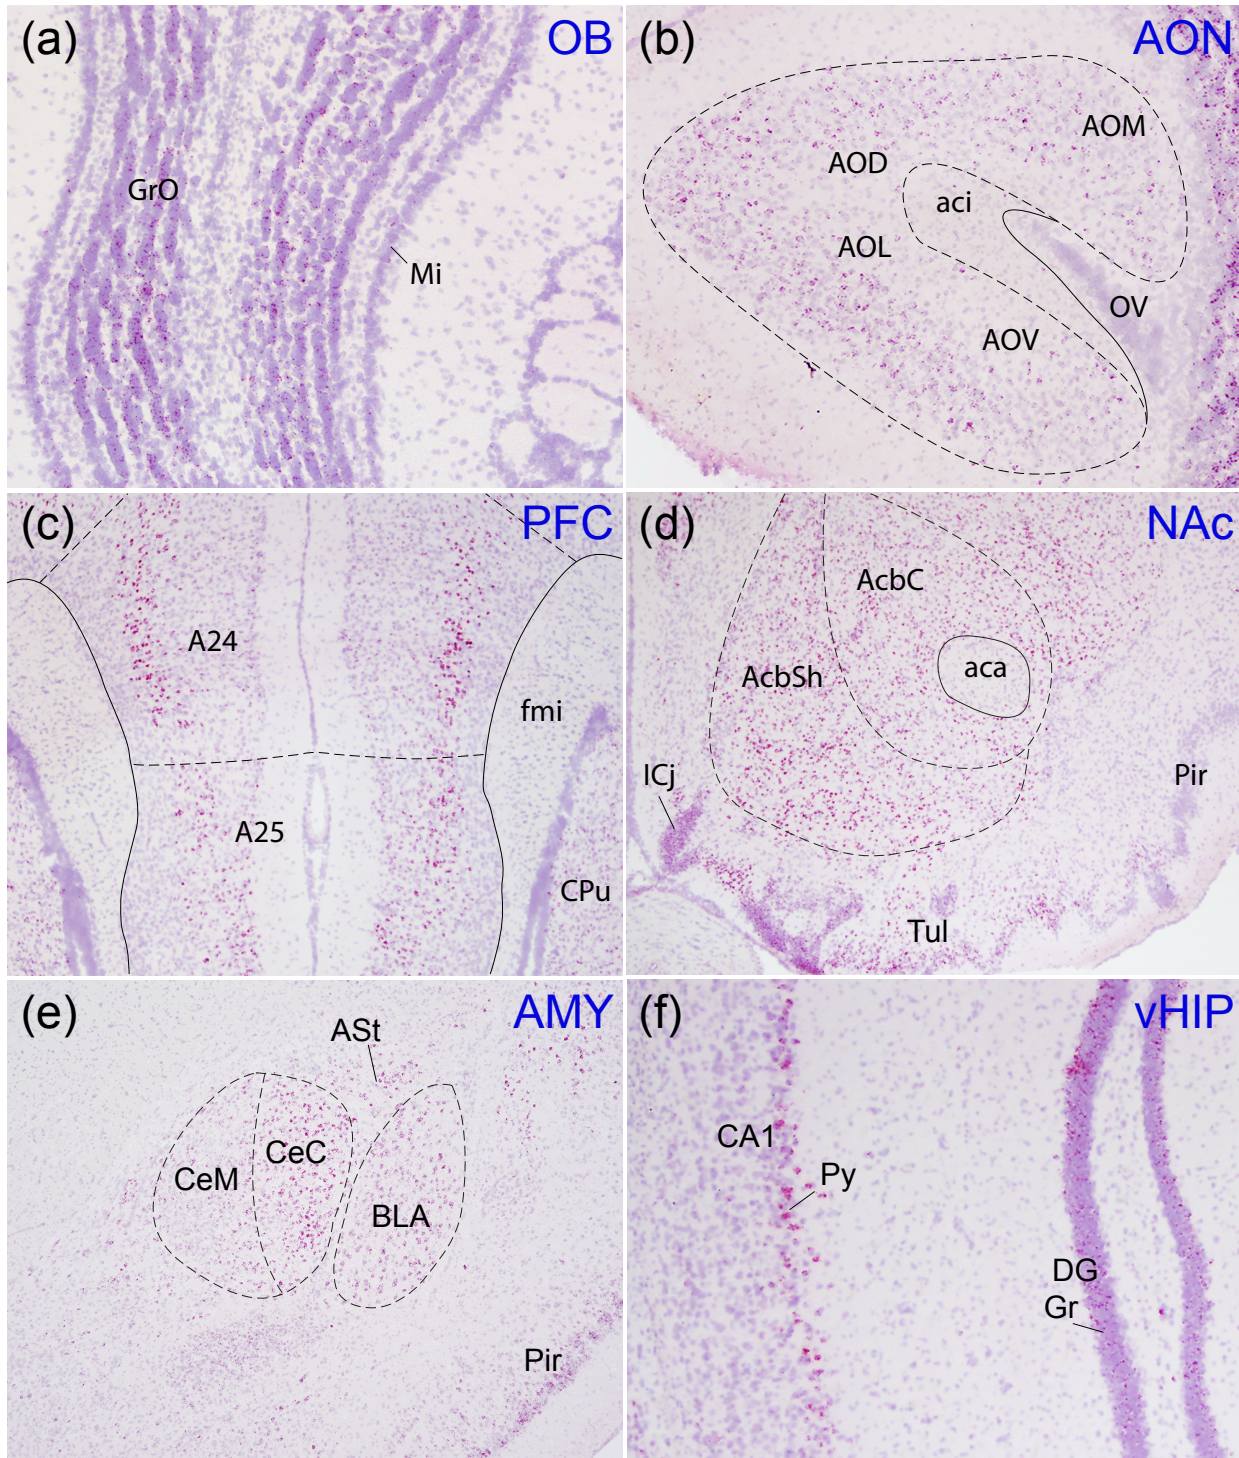 (a) OB
GrO
Mi
(b) AON
AOM
AOD
aci
AOL
OV
AOV
(c) PFC
A24
fmi
A25
CPu
(d) NAc
AcbC
aca
AcbSh
ICj
Pir
Tul
(e) AMY
ASt
CeC
CeM
BLA
Pir
(f) vHIP
CA1
Py
DG
Gr